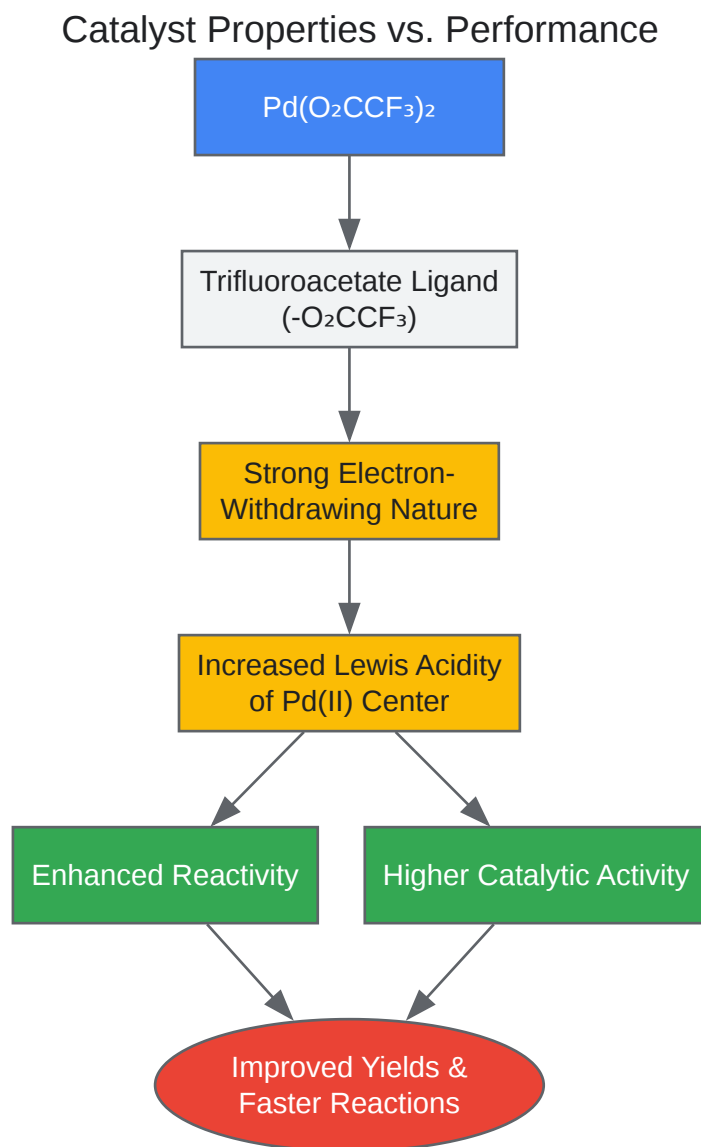 Catalyst Properties vs. Performance
Pd(O₂CCF₃)₂
Trifluoroacetate Ligand
(-O₂CCF₃)
Strong Electron-
Withdrawing Nature
Increased Lewis Acidity
of Pd(II) Center
Enhanced Reactivity
Higher Catalytic Activity
Improved Yields &
Faster Reactions